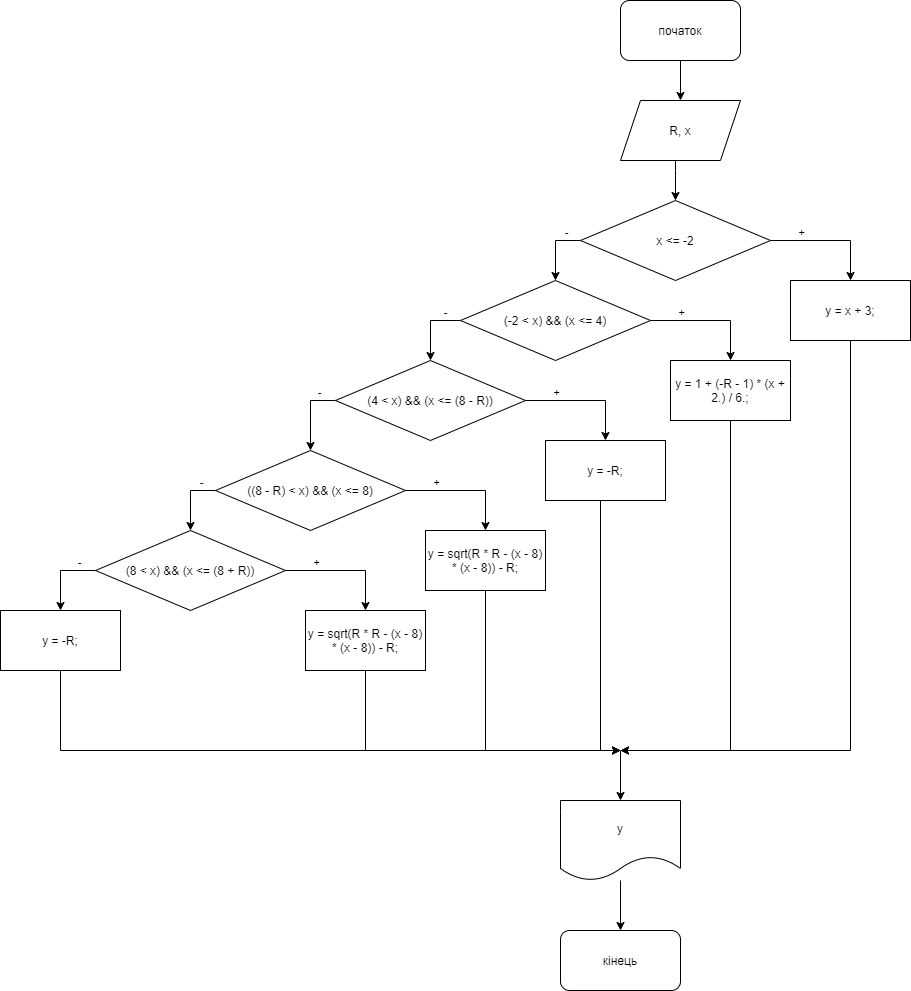 початок
R, x
x <= -2
-
+
(-2 < x) && (x <= 4)
-
+
y = x + 3;
(4 < x) && (x <= (8 - R))
-
+
y = 1 + (-R - 1) * (x +
2.) / 6.;
((8 - R) < x) && (x <= 8)
-
+
y = -R;
(8 < x) && (x <= (8 + R))
-
+
y = sqrt(R * R - (x - 8)
* (x - 8)) - R;
y = -R;
y = sqrt(R * R - (x - 8)
* (x - 8)) - R;
y
кінець